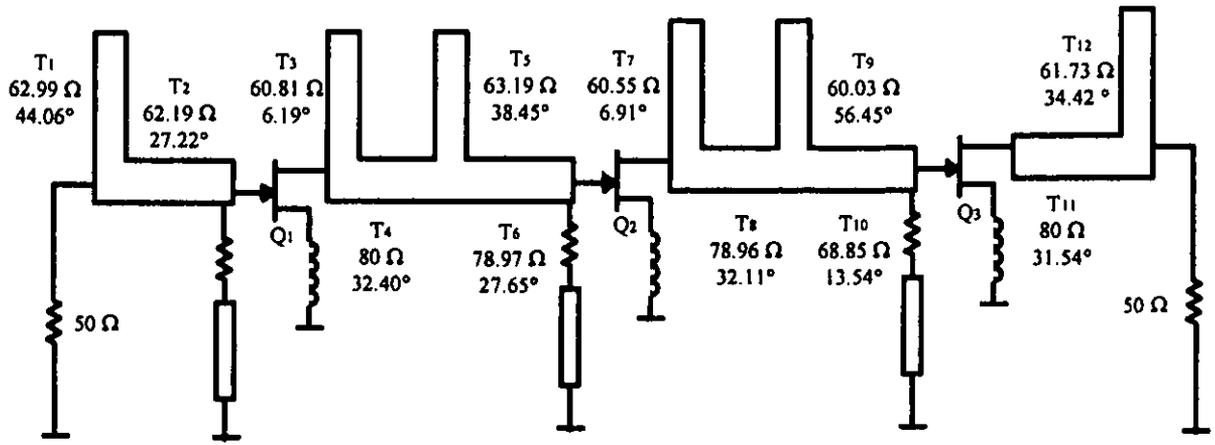 T1
62.99 Ω
44.06°
T2
62.19 Ω
27.22°
T3
60.81 Ω
6.19°
T5
63.19 Ω
38.45°
T7
60.55 Ω
6.91°
T9
60.03 Ω
56.45°
T12
61.73 Ω
34.42 °
Q1
T4
80 Ω
32.40°
T6
78.97 Ω
27.65°
Q2
T8
78.96 Ω
32.11°
T10
68.85 Ω
13.54°
Q3
T11
80 Ω
31.54°
50 Ω
50 Ω